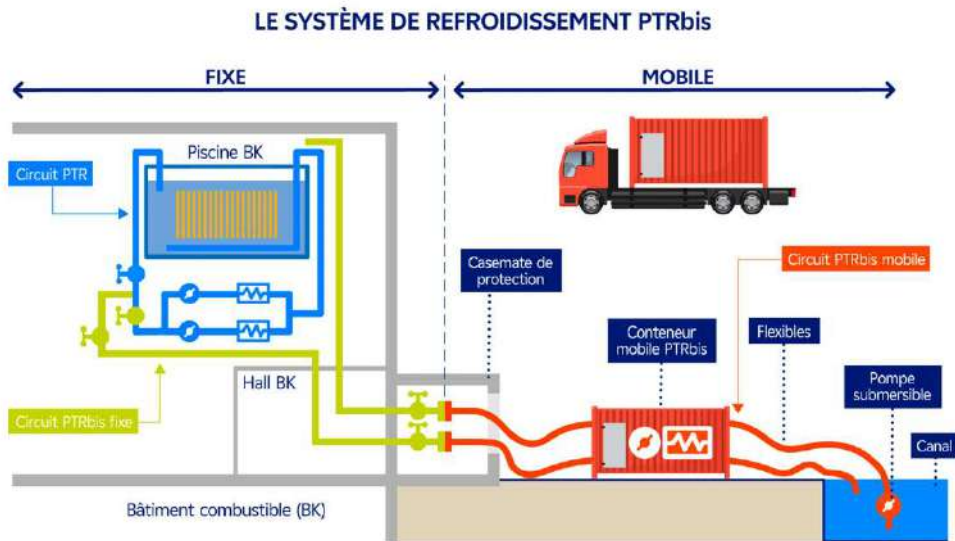 LE SYSTÈME DE REFROIDISSEMENT PTRbis
FIXE
MOBILE
Piscine BK
Circuit PTR
Casemate de
protection
Circuit PTRbis mobile
Conteneur
mobile PTRbis
Flexibles
Hall BK
Pompe
submersible
Circuit PTRbis fixe
Canal
Bâtiment combustible (BK)